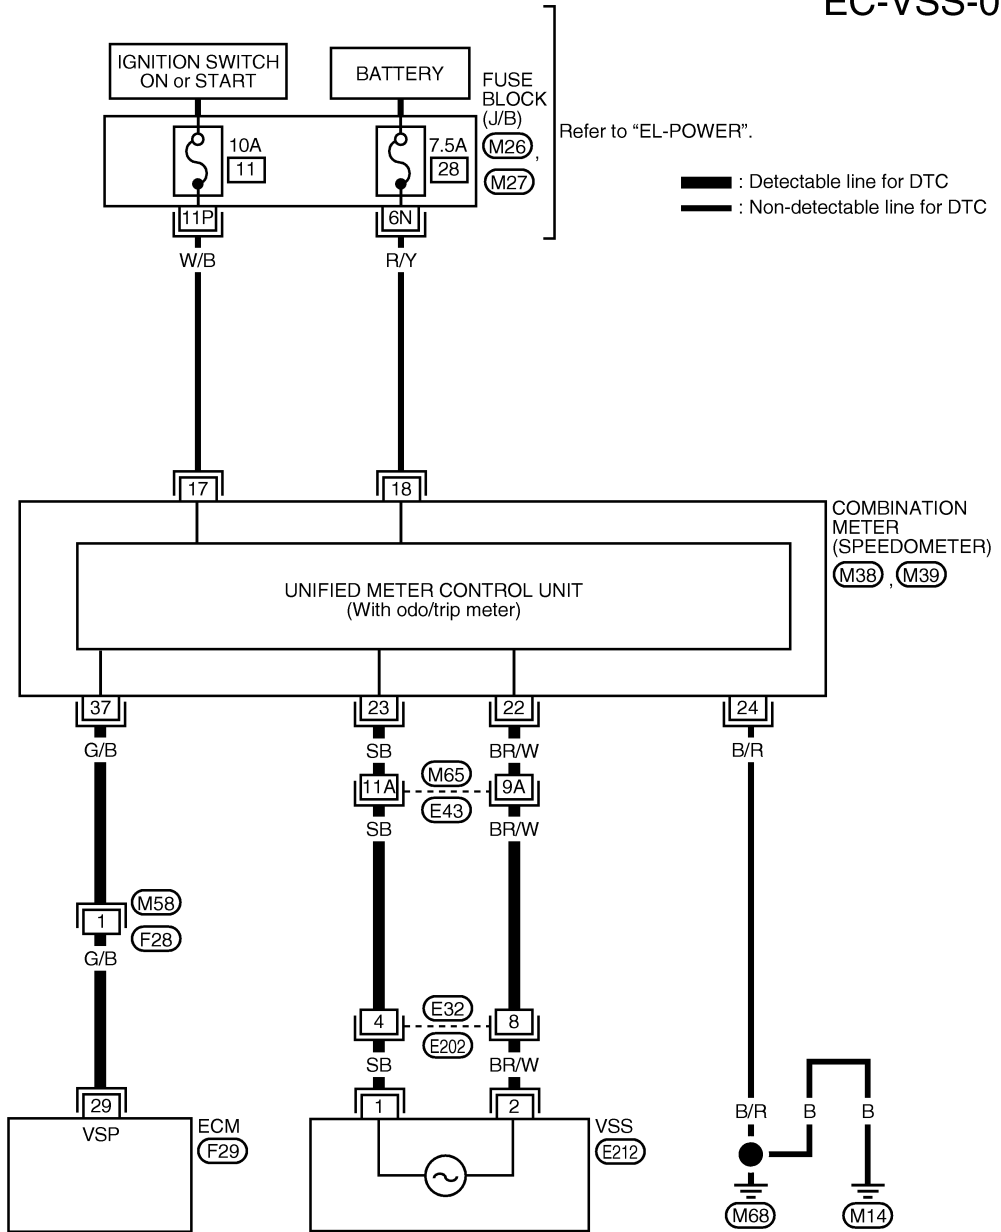 EC-VSS-0
IGNITION SWITCH
ON or START
BATTERY
FUSE
BLOCK
(J/B)
M26 ,
M27
Refer to “EL-POWER”.
10A
11
7.5A
28
: Detectable line for DTC
: Non-detectable line for DTC
11P
6N
W/B
R/Y
17
18
COMBINATION
METER
(SPEEDOMETER)
M38 , M39
UNIFIED METER CONTROL UNIT
(With odo/trip meter)
37
23
22
24
G/B
SB
BR/W
B/R
11A
M65
E43
9A
SB
BR/W
1
M58
F28
G/B
4
E32
E202
8
SB
BR/W
29
VSP
ECM
F29
1
2
VSS
E212
B/R
B
B
M68
M14